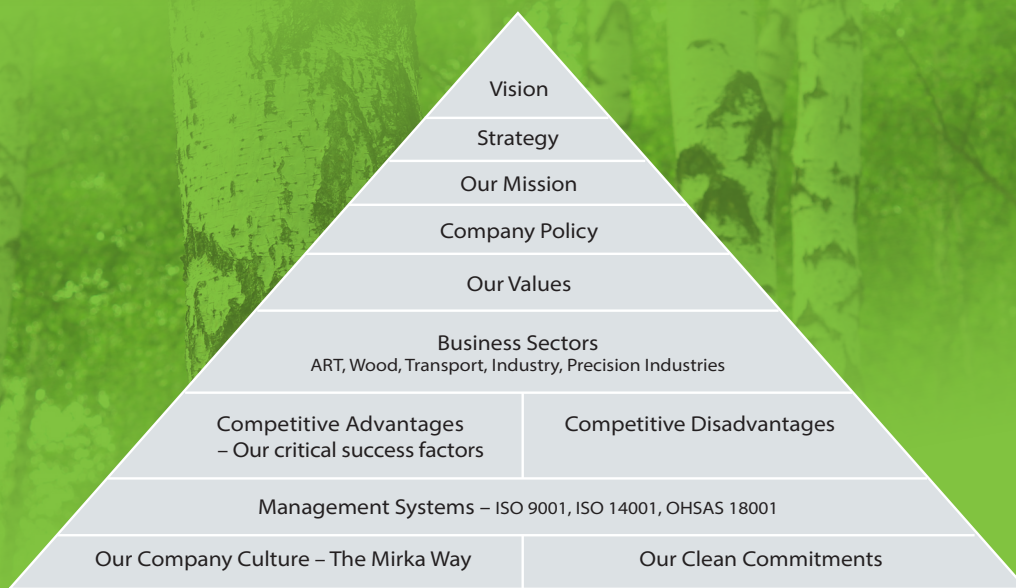 Vision
Strategy
Our Mission
Company Policy
Our Values
Business Sectors
ART, Wood, Transport, Industry, Precision Industries
Competitive Advantages
– Our critical success factors
Competitive Disadvantages
Management Systems – ISO 9001, ISO 14001, OHSAS 18001
Our Company Culture – The Mirka Way
Our Clean Commitments